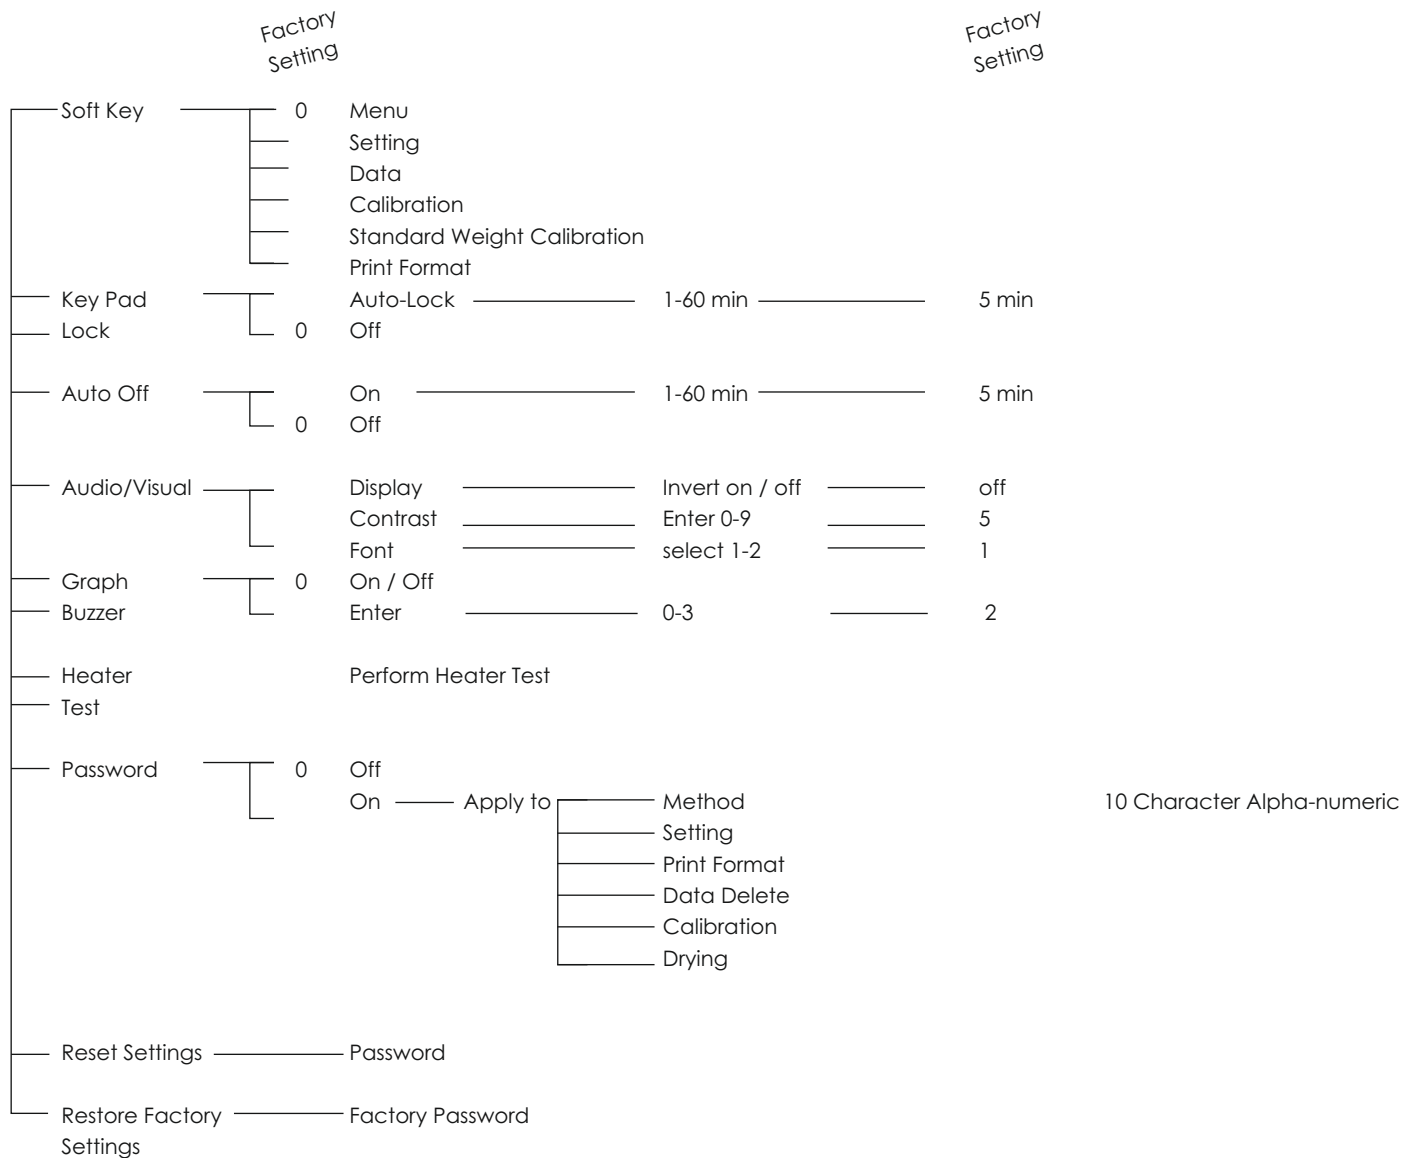 Factory Setting
Factory Setting
Soft Key 0 Menu
Setting
Data
Calibration
Standard Weight Calibration
Print Format
Key Pad Auto-Lock 1-60 min 5 min
Lock 0 Off
Auto Off On 1-60 min 5 min
0 Off
Audio/Visual Display Invert on / off off
Contrast Enter 0-9 5
Font select 1-2 1
Graph 0 On / Off
Buzzer Enter 0-3 2
Heater Perform Heater Test
Test
Password 0 Off
On Apply to Method 10 Character Alpha-numeric
Setting
Print Format
Data Delete
Calibration
Drying
Reset Settings Password
Restore Factory Factory Password
Settings